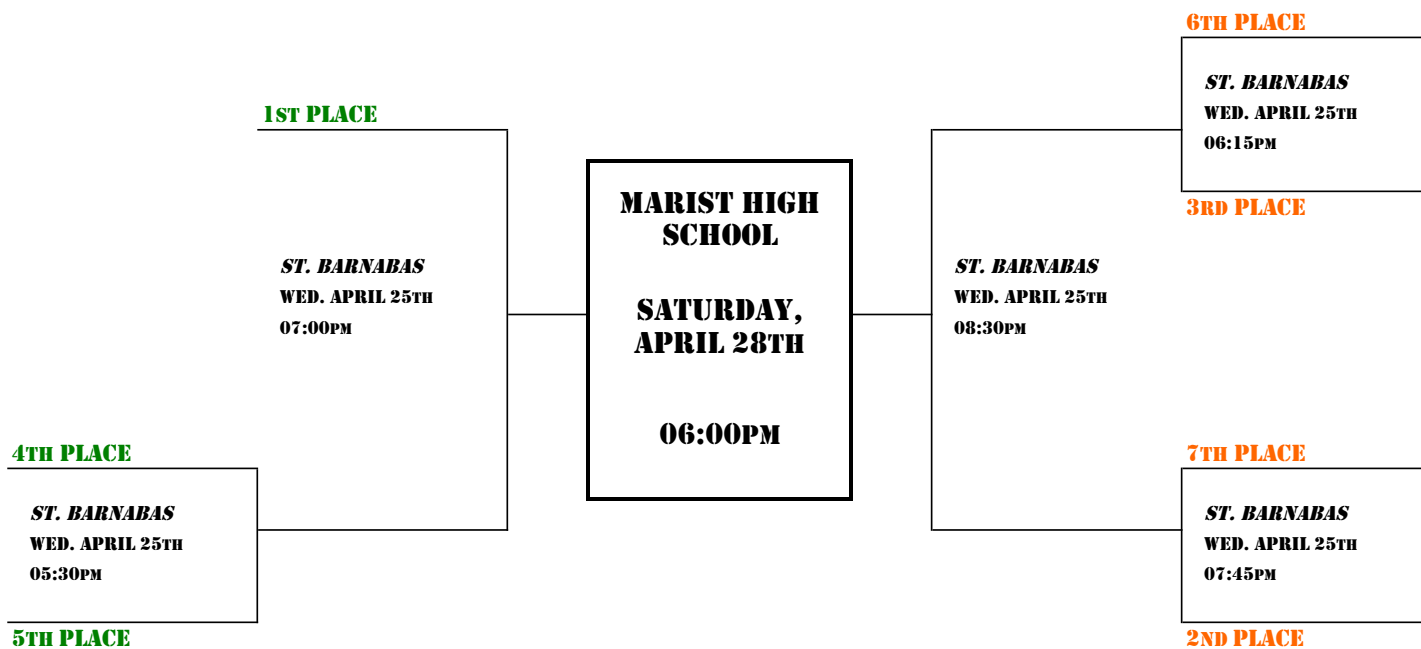 6TH PLACE
ST. BARNABAS
WED. APRIL 25TH
06:15PM
3RD PLACE
1ST PLACE
ST. BARNABAS
WED. APRIL 25TH
07:00PM
MARIST HIGH
SCHOOL
SATURDAY,
APRIL 28TH
06:00PM
ST. BARNABAS
WED. APRIL 25TH
08:30PM
4TH PLACE
ST. BARNABAS
WED. APRIL 25TH
05:30PM
5TH PLACE
7TH PLACE
ST. BARNABAS
WED. APRIL 25TH
07:45PM
2ND PLACE